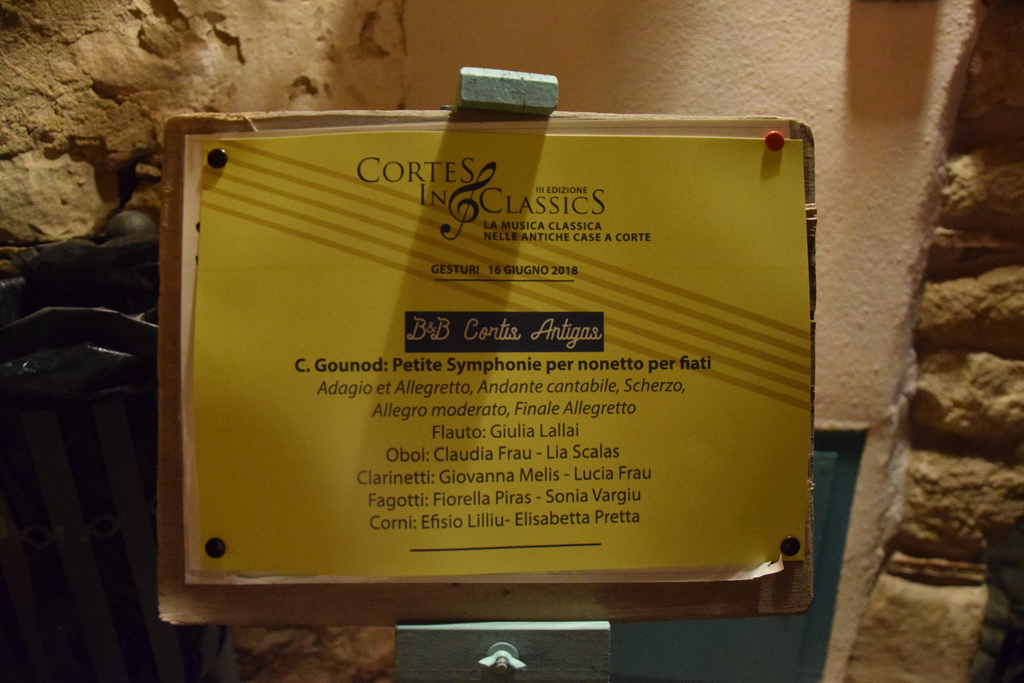 CORTES
IN CLASSICS
III EDIZIONE
LA MUSICA CLASSICA
NELLE ANTICHE CASE A CORTE
GESTURI 16 GIUGNO 2018
B&B Cortis Antigas
C. Gounod: Petite Symphonie per nonetto per fiati
Adagio et Allegretto, Andante cantabile, Scherzo,
Allegro moderato, Finale Allegretto
Flauto: Giulia Lallai
Oboi: Claudia Frau - Lia Scalas
Clarinetti: Giovanna Melis - Lucia Frau
Fagotti: Fiorella Piras - Sonia Vargiu
Corni: Efisio Lilliu- Elisabetta Pretta